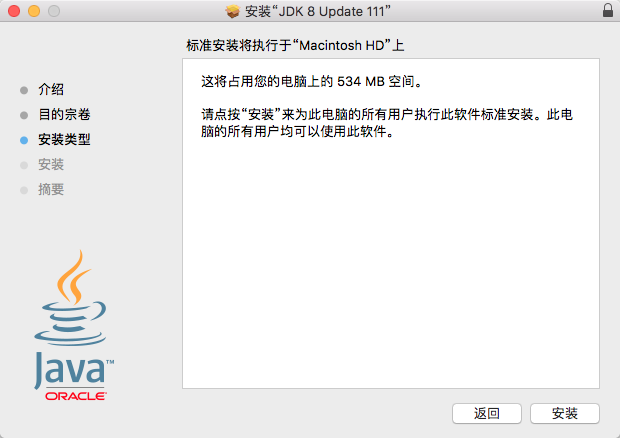 安装“JDK 8 Update 111”
标准安装将执行于“Macintosh HD”上
介绍
目的宗卷
安装类型
安装
摘要
这将占用您的电脑上的 534 MB 空间。
请点按“安装”来为此电脑的所有用户执行此软件标准安装。此电
脑的所有用户均可以使用此软件。
Java™
ORACLE®
返回
安装